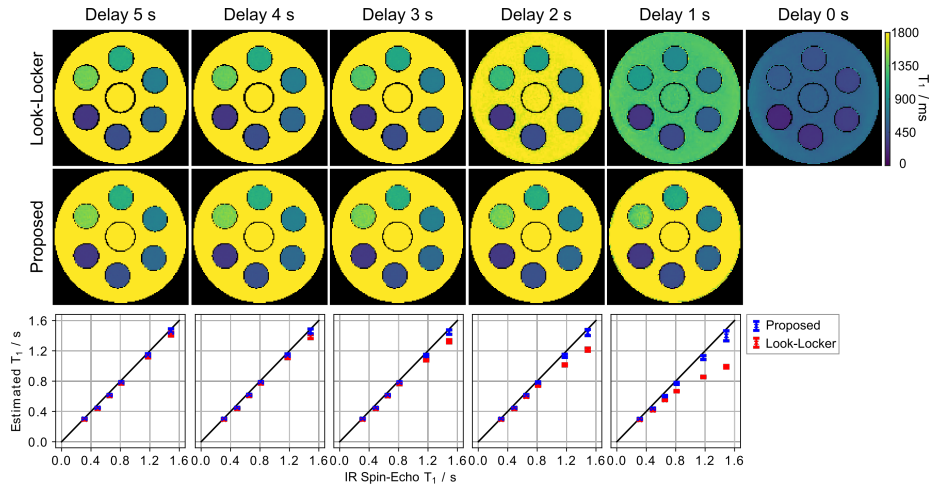 Delay 5 s Delay 4 s Delay 3 s Delay 2 s Delay 1 s Delay 0 s
Look-Locker
1800
1350
900
450
0
T₁ / ms
Proposed
Estimated T₁ / s
1.6
1.2
0.8
0.4
0.0
0.0 0.4 0.8 1.2 1.6 0.0 0.4 0.8 1.2 1.6 0.0 0.4 0.8 1.2 1.6 0.0 0.4 0.8 1.2 1.6 0.0 0.4 0.8 1.2 1.6
IR Spin-Echo T₁ / s
Proposed
Look-Locker